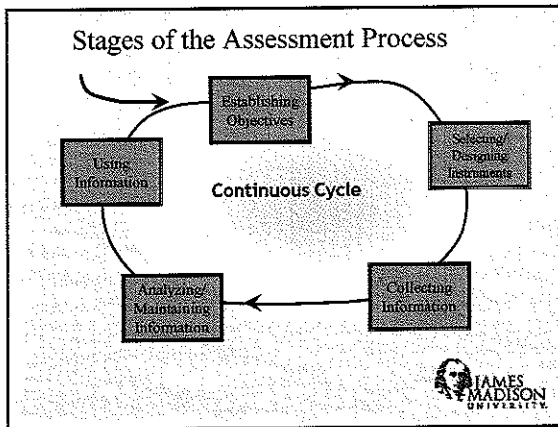 Stages of the Assessment Process
Establishing
Objectives
Selecting/
Designing
Instruments
Using
Information
Continuous Cycle
Analyzing/
Maintaining
Information
Collecting
Information
JAMES
MADISON
UNIVERSITY.